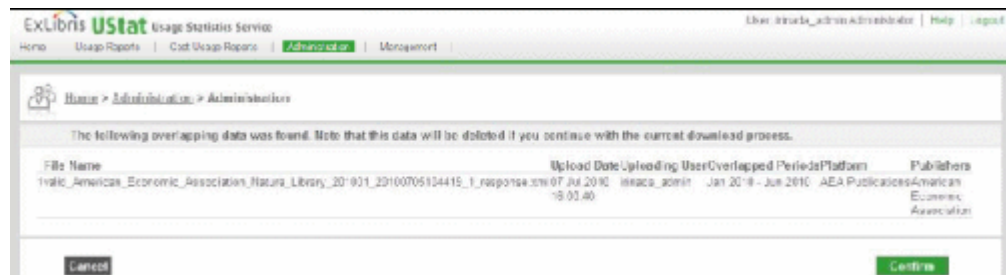 ExLibris UStat Usage Statistics Service
User: Administrator | Help | Logout
Home Usage Reports | Cost Usage Reports | Administration | Management |
Home > Administration > Administration
The following overlapping data was found. Note that this data will be deleted if you continue with the current download process.
File Name Upload Date Uploading User Overlapped Periods Platform Publishers
07 Jul 2010 Jan 2010 - Jun 2010 AEA Publications American
Economic
Association
Cancel Confirm